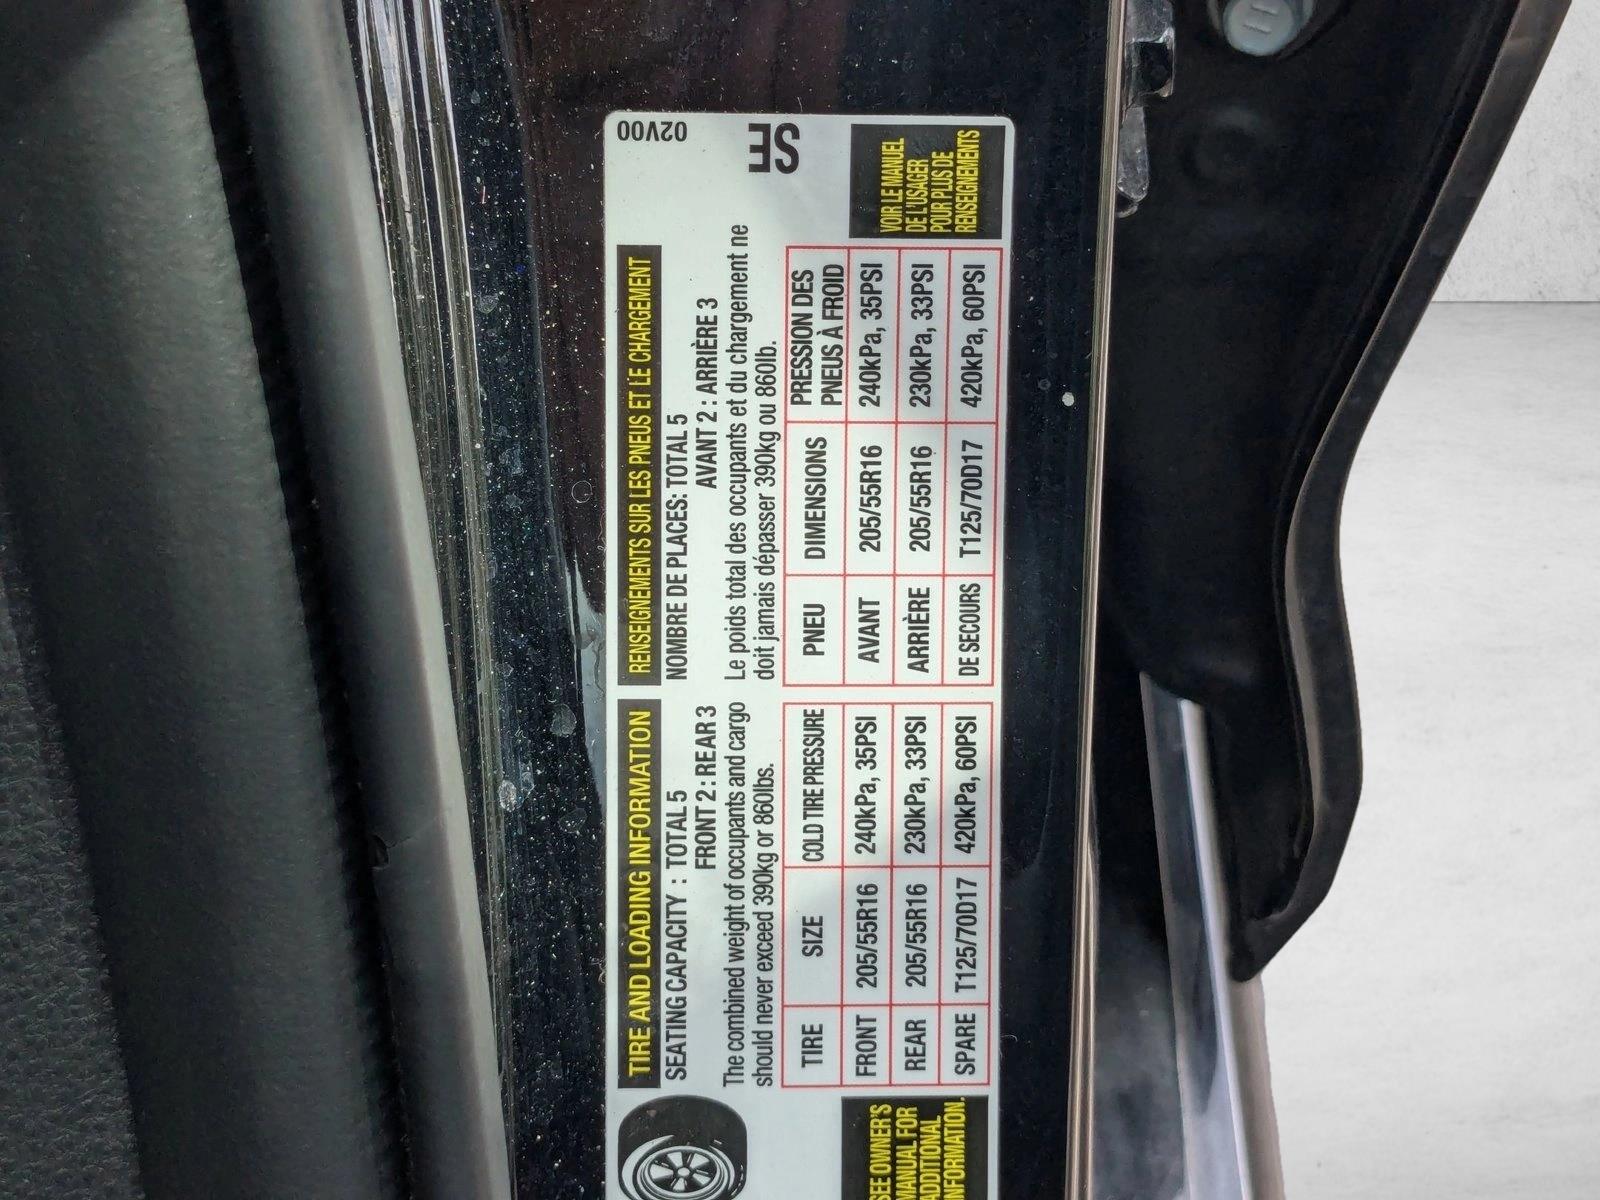 TIRE AND LOADING INFORMATION
SEATING CAPACITY : TOTAL 5
FRONT 2 : REAR 3
The combined weight of occupants and cargo
should never exceed 390kg or 860lbs.
TIRE SIZE COLD TIRE PRESSURE
FRONT 205/55R16 240kPa, 35PSI
REAR 205/55R16 230kPa, 33PSI
SPARE T125/70D17 420kPa, 60PSI
SEE OWNER'S
MANUAL FOR
ADDITIONAL
INFORMATION.
RENSEIGNEMENTS SUR LES PNEUS ET LE CHARGEMENT
NOMBRE DE PLACES: TOTAL 5
AVANT 2 : ARRIÈRE 3
Le poids total des occupants et du chargement ne
doit jamais dépasser 390kg ou 860lb.
PNEU DIMENSIONS PRESSION DES
PNEUS À FROID
AVANT 205/55R16 240kPa, 35PSI
ARRIÈRE 205/55R16 230kPa, 33PSI
DE SECOURS T125/70D17 420kPa, 60PSI
VOIR LE MANUEL
DE L'USAGER
POUR PLUS DE
RENSEIGNEMENTS
02V00
SE